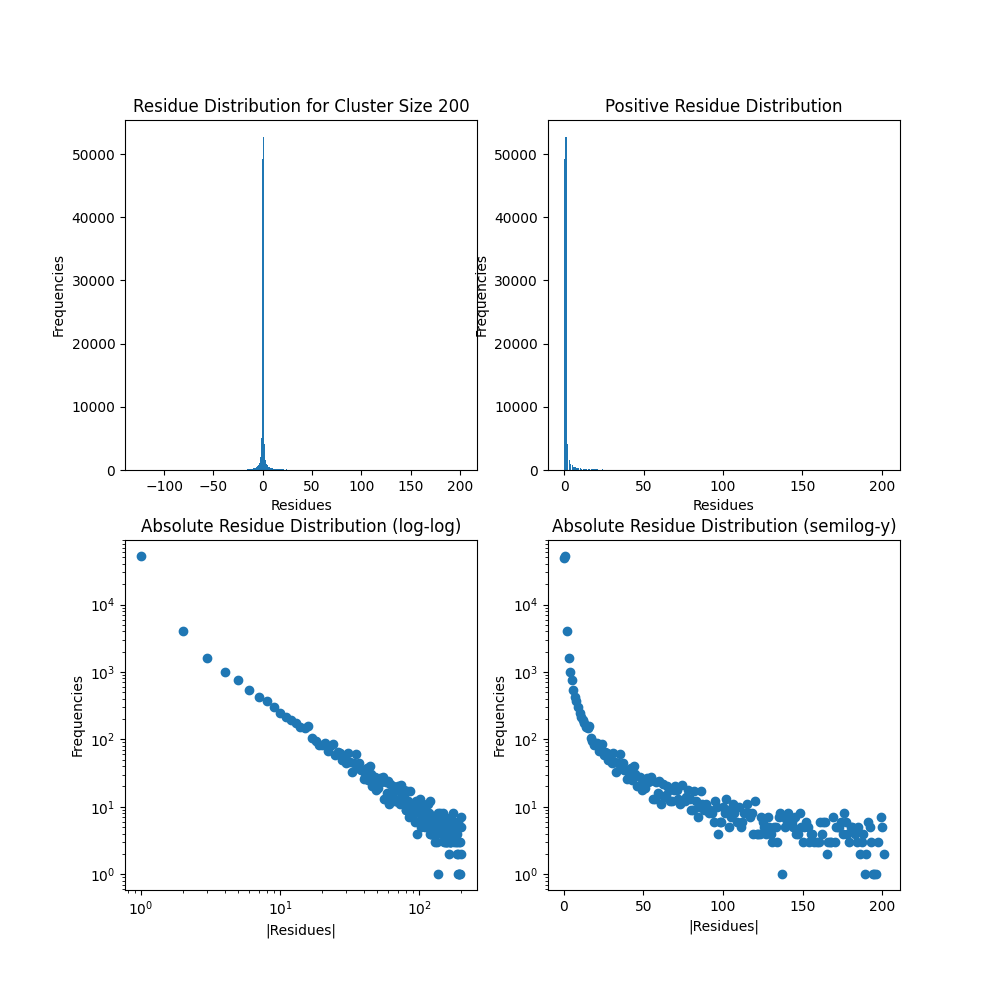 Residue Distribution for Cluster Size 200
50000
40000
30000
20000
10000
0
Frequencies
−100 −50 0 50 100 150 200
Residues
Positive Residue Distribution
50000
40000
30000
20000
10000
0
Frequencies
0 50 100 150 200
Residues
Absolute Residue Distribution (log-log)
10⁴
10³
10²
10¹
10⁰
Frequencies
10⁰ 10¹ 10²
|Residues|
Absolute Residue Distribution (semilog-y)
10⁴
10³
10²
10¹
10⁰
Frequencies
0 50 100 150 200
|Residues|